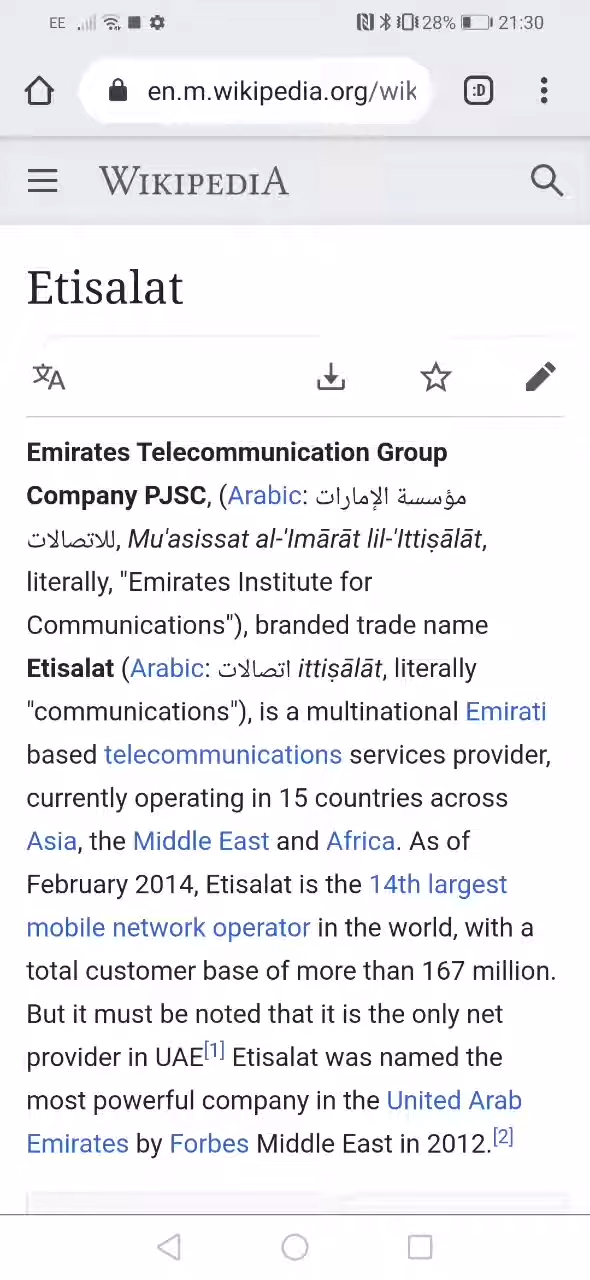 EE 28% 21:30
en.m.wikipedia.org/wik :D
WIKIPEDIA
Etisalat
文A
Emirates Telecommunication Group
Company PJSC, (Arabic: مؤسسة الإمارات
للاتصالات, Mu'asissat al-'Imārāt lil-'Ittiṣālāt,
literally, "Emirates Institute for
Communications"), branded trade name
Etisalat (Arabic: اتصالات ittiṣālāt, literally
"communications"), is a multinational Emirati
based telecommunications services provider,
currently operating in 15 countries across
Asia, the Middle East and Africa. As of
February 2014, Etisalat is the 14th largest
mobile network operator in the world, with a
total customer base of more than 167 million.
But it must be noted that it is the only net
provider in UAE[1] Etisalat was named the
most powerful company in the United Arab
Emirates by Forbes Middle East in 2012.[2]